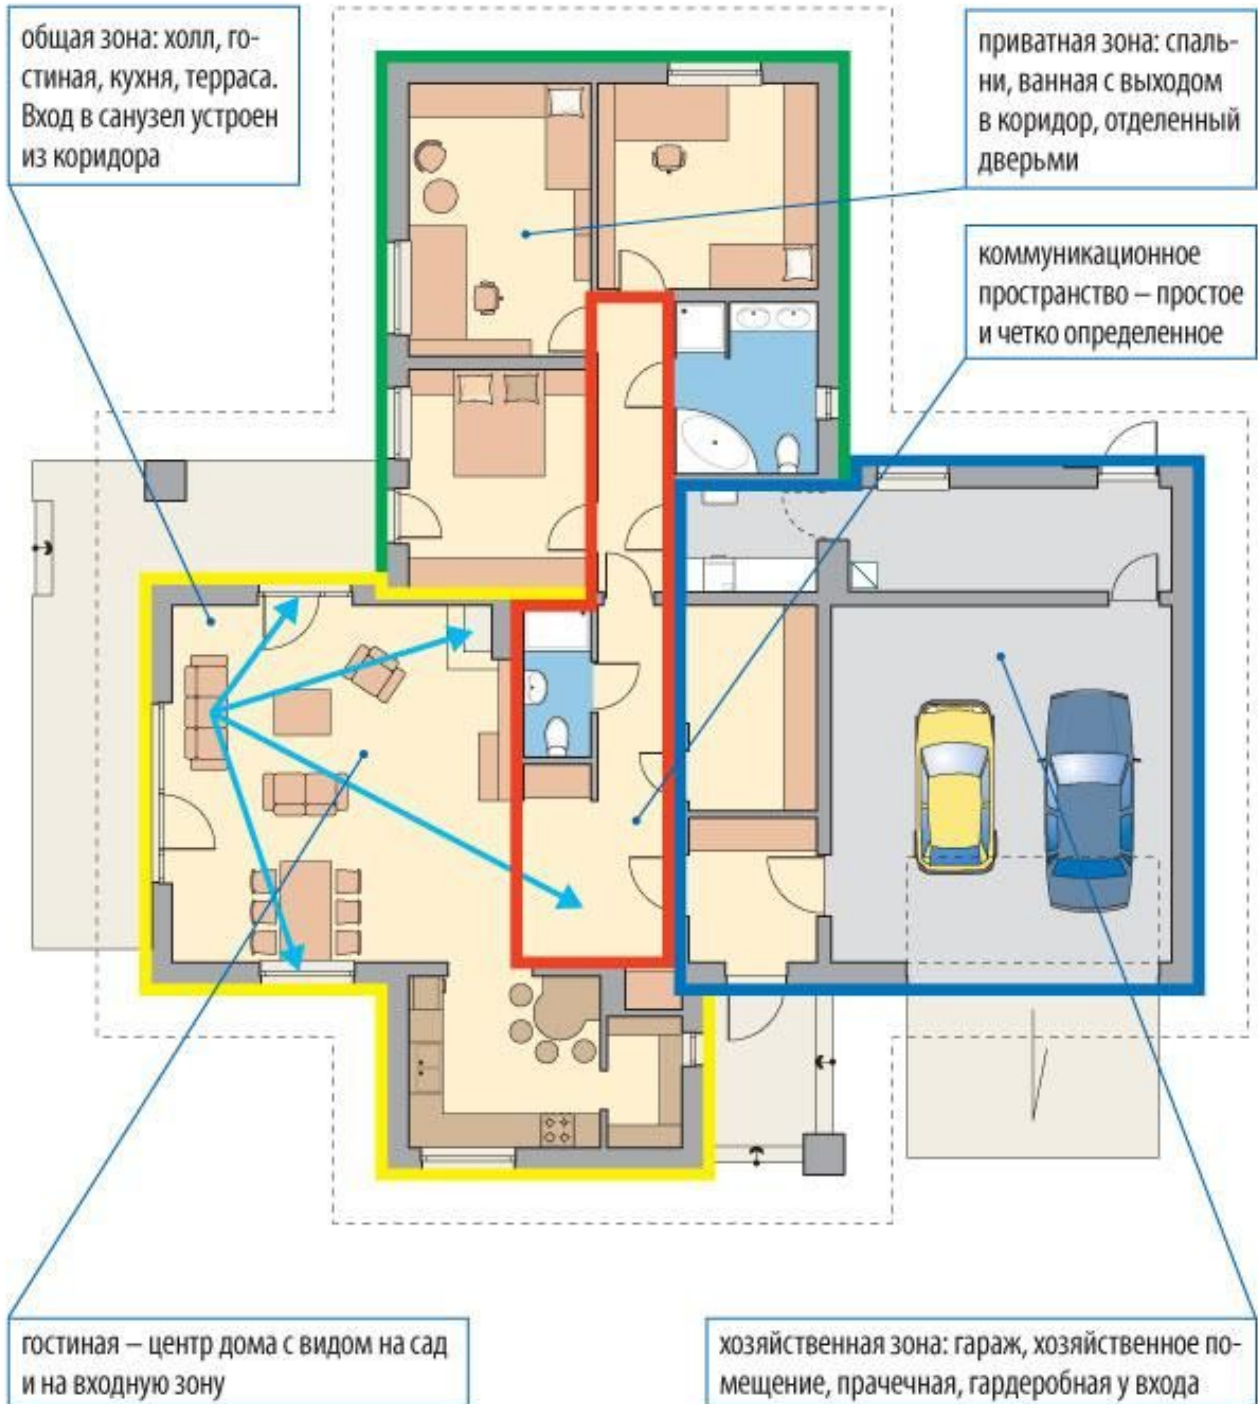 общая зона: холл, го-
стиная, кухня, терраса.
Вход в санузел устроен
из коридора
приватная зона: спаль-
ни, ванная с выходом
в коридор, отделенный
дверьми
коммуникационное
пространство – простое
и четко определенное
гостиная – центр дома с видом на сад
и на входную зону
хозяйственная зона: гараж, хозяйственное по-
мещение, прачечная, гардеробная у входа